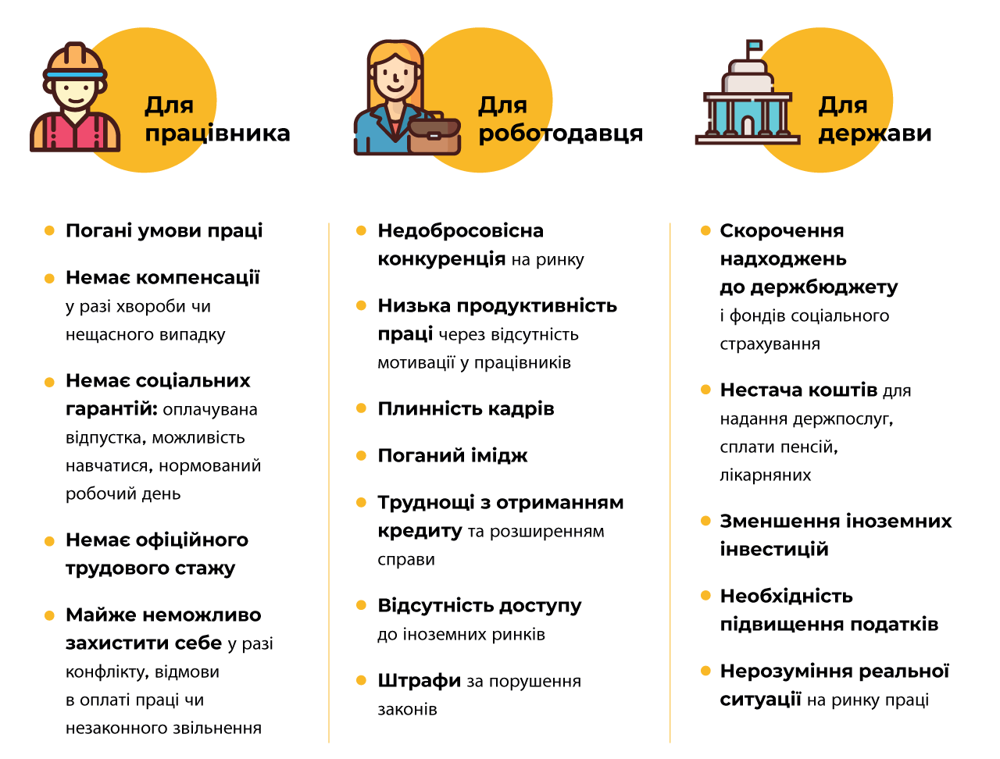 Для
працівника
Погані умови праці
Немає компенсації
у разі хвороби чи
нещасного випадку
Немає соціальних
гарантій: оплачувана
відпустка, можливість
навчатися, нормований
робочий день
Немає офіційного
трудового стажу
Майже неможливо
захистити себе у разі
конфлікту, відмови
в оплаті праці чи
незаконного звільнення
Для
роботодавця
Недобросовісна
конкуренція на ринку
Низька продуктивність
праці через відсутність
мотивації у працівників
Плинність кадрів
Поганий імідж
Труднощі з отриманням
кредиту та розширенням
справи
Відсутність доступу
до іноземних ринків
Штрафи за порушення
законів
Для
держави
Скорочення
надходжень
до держбюджету
і фондів соціального
страхування
Нестача коштів для
надання держпослуг,
сплати пенсій,
лікарняних
Зменшення іноземних
інвестицій
Необхідність
підвищення податків
Нерозуміння реальної
ситуації на ринку праці